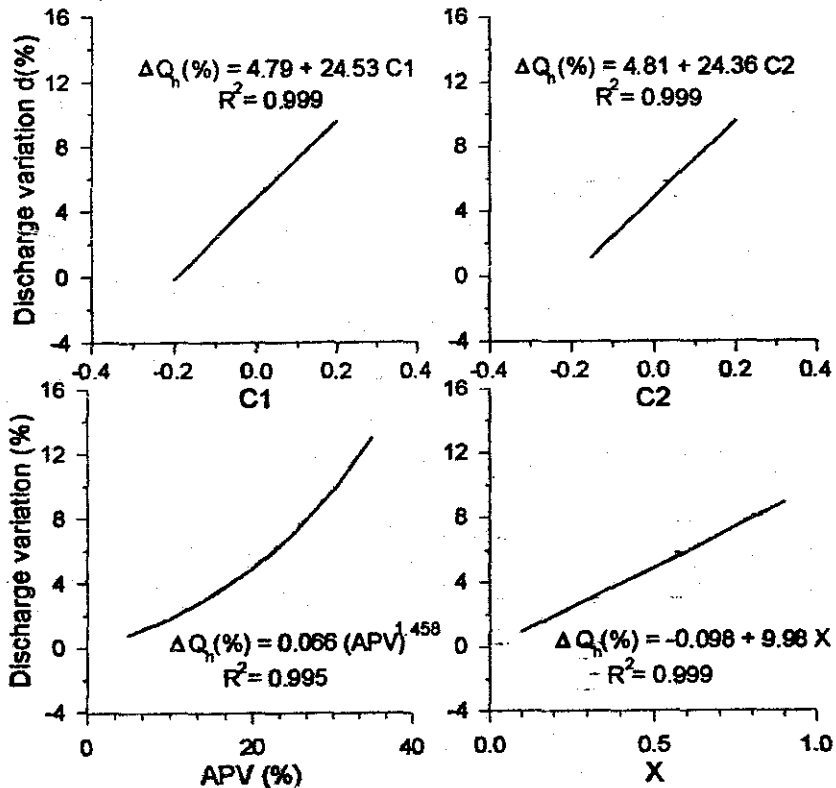 16
12
8
4
0
-4
Discharge variation d(%)
ΔQh(%) = 4.79 + 24.53 C1
R² = 0.999
-0.4 -0.2 0.0 0.2 0.4
C1
16
12
8
4
0
-4
ΔQh(%) = 4.81 + 24.36 C2
R² = 0.999
-0.4 -0.2 0.0 0.2 0.4
C2
16
12
8
4
0
-4
Discharge variation (%)
ΔQh(%) = 0.066 (APV)^1.458
R² = 0.995
0 20 40
APV (%)
16
12
8
4
0
-4
ΔQh(%) = -0.098 + 9.98 X
R² = 0.999
0.0 0.5 1.0
X